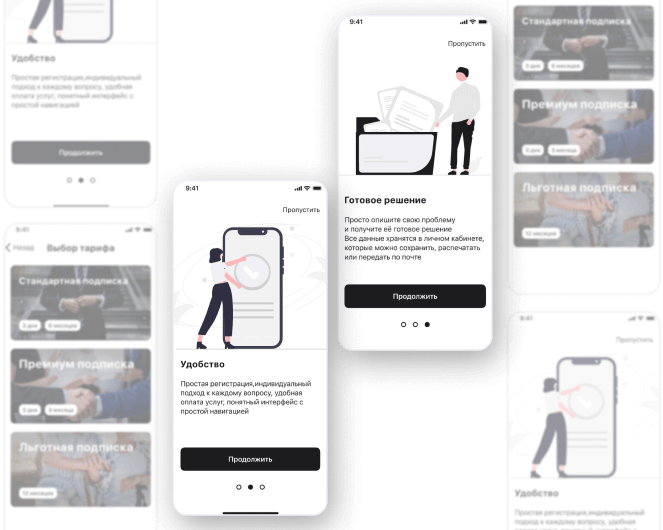 Удобство
Простая регистрация,индивидуальный
подход к каждому вопросу, удобная
оплата услуг, понятный интерфейс с
простой навигацией
Продолжить
9:41
Назад
Выбор тарифа
Стандартная подписка
3 дня
6 месяцев
Премиум подписка
3 дня
3 месяца
Льготная подписка
12 месяцев
9:41
Пропустить
Удобство
Простая регистрация,индивидуальный
подход к каждому вопросу, удобная
оплата услуг, понятный интерфейс с
простой навигацией
Продолжить
9:41
Пропустить
Готовое решение
Просто опишите свою проблему
и получите её готовое решение
Все данные хранятся в личном кабинете,
которые можно сохранить, распечатать
или передать по почте
Продолжить
Стандартная подписка
3 дня
6 месяцев
Премиум подписка
3 дня
3 месяца
Льготная подписка
12 месяцев
9:41
Пропустить
Удобство
Простая регистрация,индивидуальный
подход к каждому вопросу, удобная